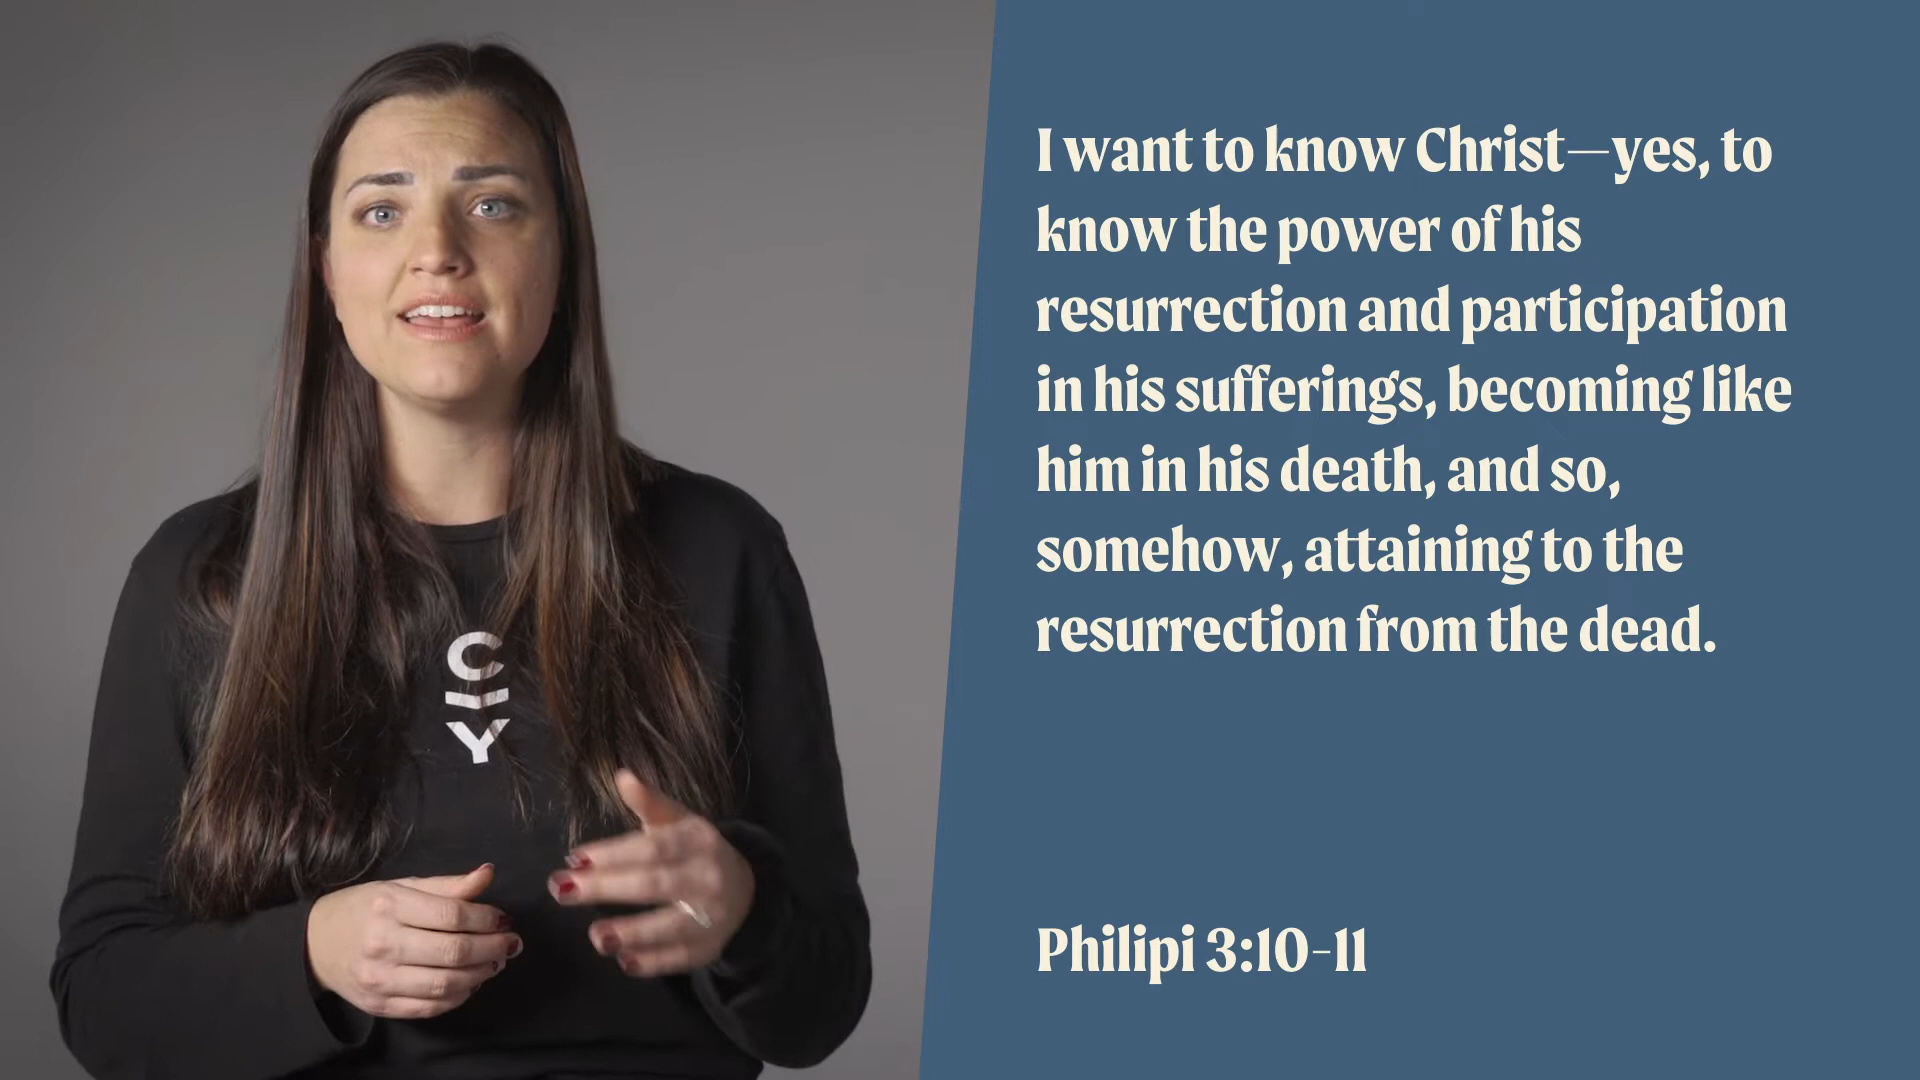 I want to know Christ—yes, to
know the power of his
resurrection and participation
in his sufferings, becoming like
him in his death, and so,
somehow, attaining to the
resurrection from the dead.
Philipi 3:10-11
C
Y